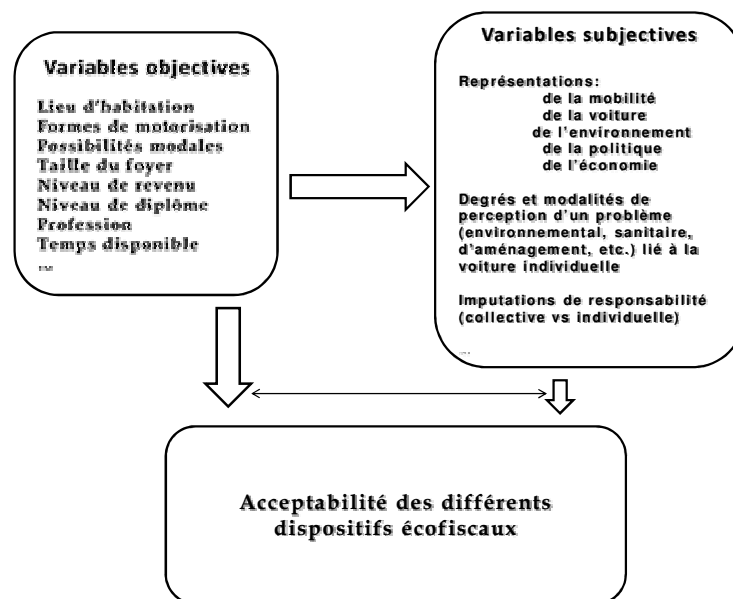 Variables objectives
Lieu d'habitation
Formes de motorisation
Possibilités modales
Taille du foyer
Niveau de revenu
Niveau de diplôme
Profession
Temps disponible
...
Variables subjectives
Représentations:
de la mobilité
de la voiture
de l'environnement
de la politique
de l'économie
Degrés et modalités de
perception d'un problème
(environnemental, sanitaire,
d'aménagement, etc.) lié à la
voiture individuelle
Imputations de responsabilité
(collective vs individuelle)
...
Acceptabilité des différents
dispositifs écofiscaux